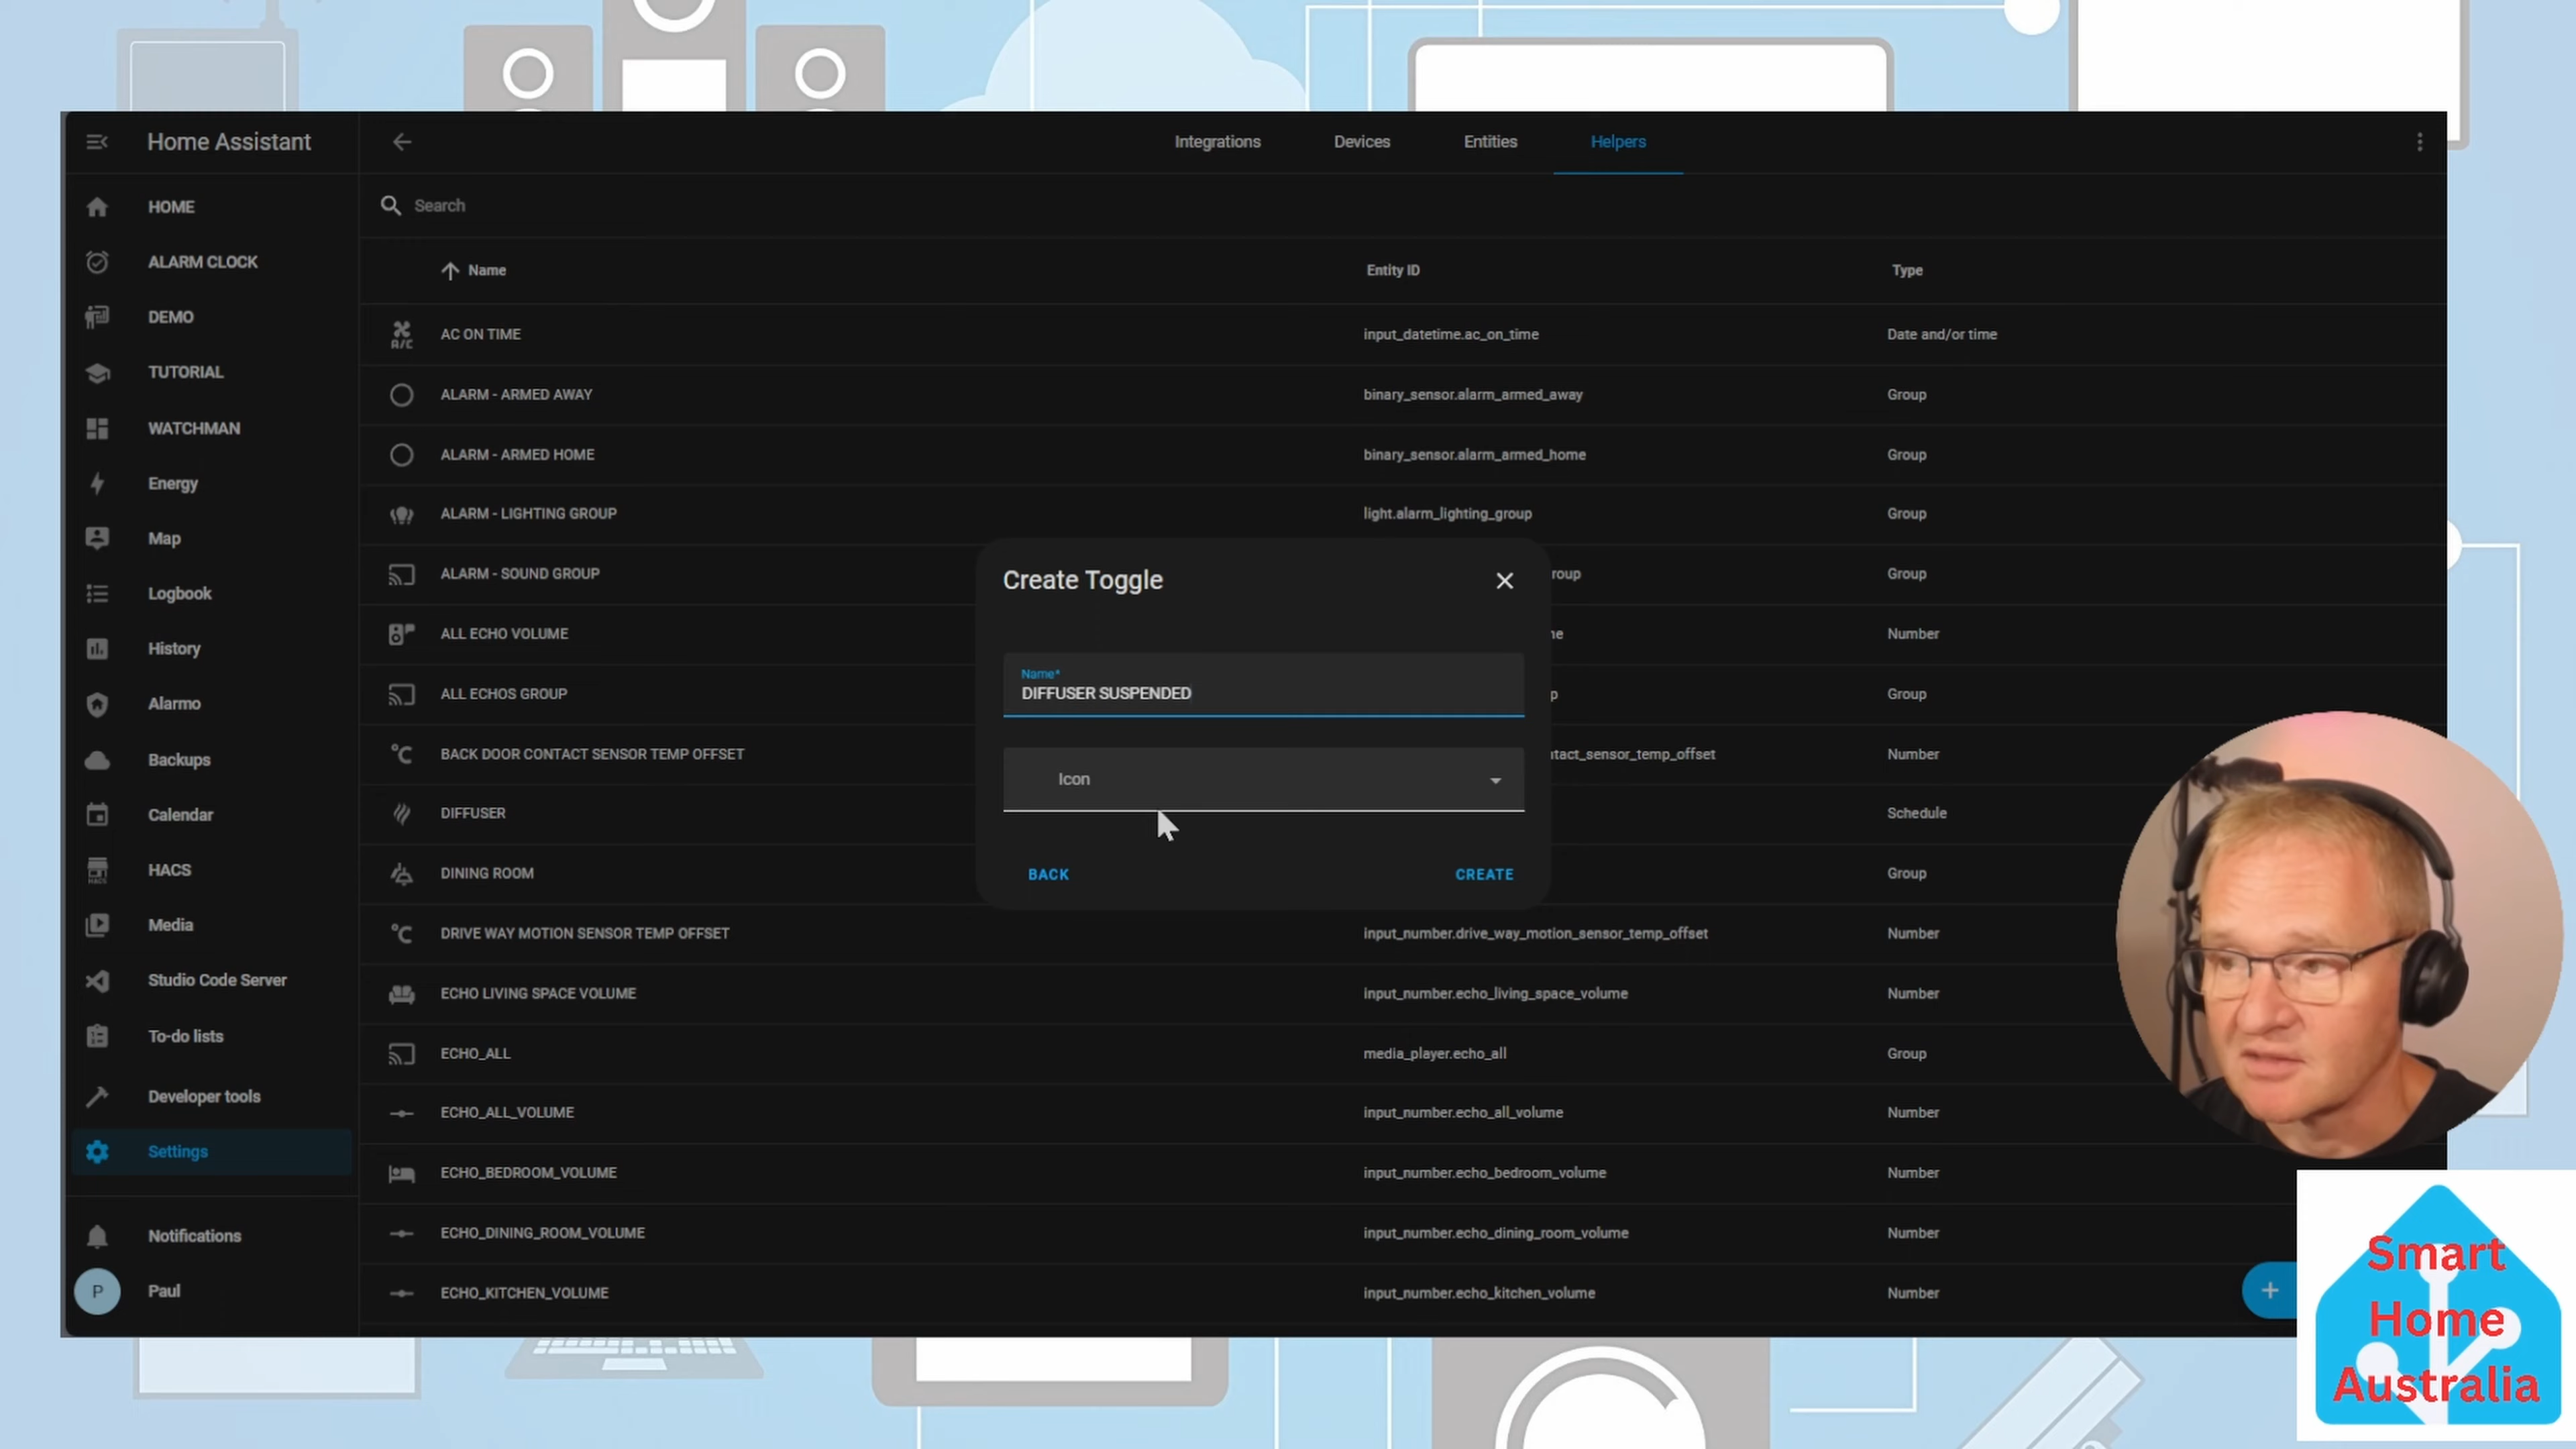 Home Assistant
Integrations
Devices
Entities
Helpers
HOME
ALARM CLOCK
DEMO
TUTORIAL
WATCHMAN
Energy
Map
Logbook
History
Alarmo
Backups
Calendar
HACS
Media
Studio Code Server
To-do lists
Developer tools
Settings
Notifications
P
Paul
Search
Name
Entity ID
Type
A/C
AC ON TIME
input_datetime.ac_on_time
Date and/or time
ALARM - ARMED AWAY
binary_sensor.alarm_armed_away
Group
ALARM - ARMED HOME
binary_sensor.alarm_armed_home
Group
ALARM - LIGHTING GROUP
light.alarm_lighting_group
Group
ALARM - SOUND GROUP
roup
Group
ALL ECHO VOLUME
ne
Number
ALL ECHOS GROUP
p
Group
°C
BACK DOOR CONTACT SENSOR TEMP OFFSET
ntact_sensor_temp_offset
Number
DIFFUSER
Schedule
DINING ROOM
Group
°C
DRIVE WAY MOTION SENSOR TEMP OFFSET
input_number.drive_way_motion_sensor_temp_offset
Number
ECHO LIVING SPACE VOLUME
input_number.echo_living_space_volume
Number
ECHO_ALL
media_player.echo_all
Group
ECHO_ALL_VOLUME
input_number.echo_all_volume
Number
ECHO_BEDROOM_VOLUME
input_number.echo_bedroom_volume
Number
ECHO_DINING_ROOM_VOLUME
input_number.echo_dining_room_volume
Number
ECHO_KITCHEN_VOLUME
input_number.echo_kitchen_volume
Number
Create Toggle
Name*
DIFFUSER SUSPENDED
Icon
BACK
CREATE
Smart
Home
Australia